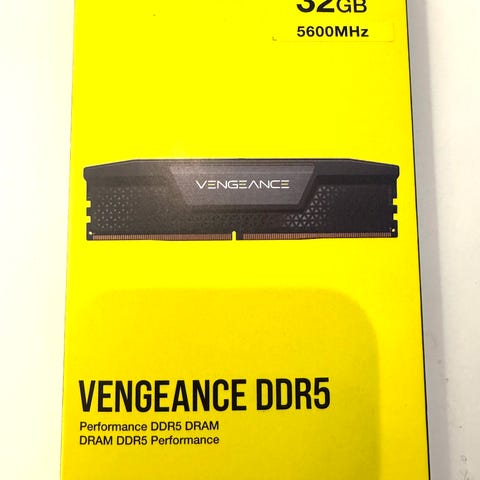 32GB
5600MHz
VENGEANCE
VENGEANCE DDR5
Performance DDR5 DRAM
DRAM DDR5 Performance